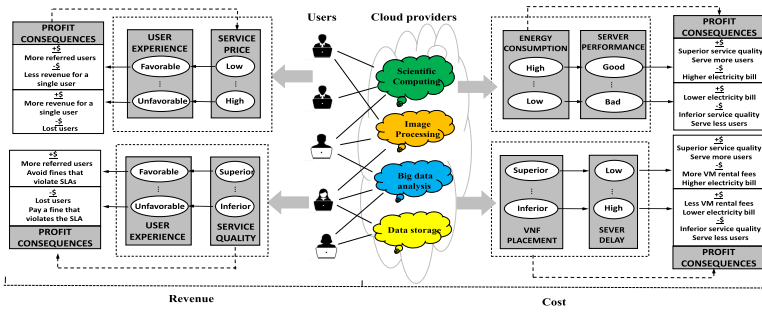 Users
Cloud providers
PROFIT
CONSEQUENCES
+$
More referred users
-$
Less revenue for a
single user
+$
More revenue for a
single user
-$
Lost users
USER
EXPERIENCE
Favorable
⋮
Unfavorable
SERVICE
PRICE
Low
⋮
High
+$
More referred users
Avoid fines that
violate SLAs
-$
Lost users
Pay a fine that
violates the SLA
PROFIT
CONSEQUENCES
Favorable
⋮
Unfavorable
USER
EXPERIENCE
Superior
⋮
Inferior
SERVICE
QUALITY
Scientific
Computing
Image
Processing
Big data
analysis
Data storage
ENERGY
CONSUMPTION
High
⋮
Low
SERVER
PERFORMANCE
Good
⋮
Bad
PROFIT
CONSEQUENCES
+$
Superior service quality
Serve more users
-$
Higher electricity bill
+$
Lower electricity bill
-$
Inferior service quality
Serve less users
Superior
⋮
Inferior
VNF
PLACEMENT
Low
⋮
High
SEVER
DELAY
+$
Superior service quality
Serve more users
-$
More VM rental fees
Higher electricity bill
+$
Less VM rental fees
Lower electricity bill
-$
Inferior service quality
Serve less users
PROFIT
CONSEQUENCES
Revenue
Cost